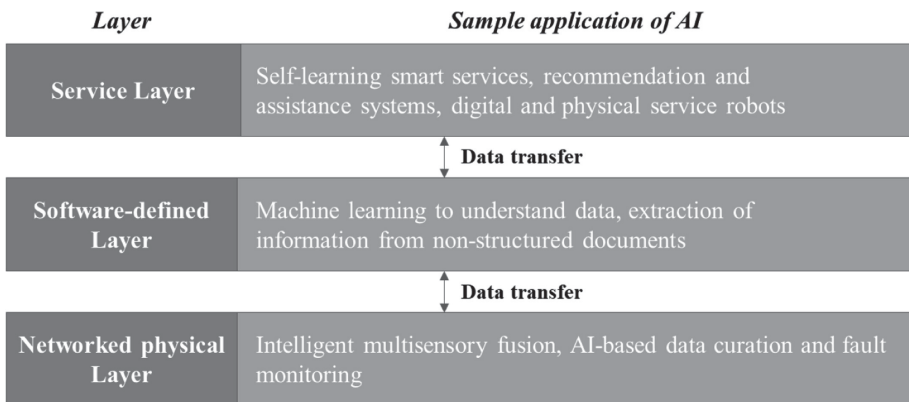 Layer
Sample application of AI
Service Layer
Self-learning smart services, recommendation and
assistance systems, digital and physical service robots
Data transfer
Software-defined
Layer
Machine learning to understand data, extraction of
information from non-structured documents
Data transfer
Networked physical
Layer
Intelligent multisensory fusion, AI-based data curation and fault
monitoring